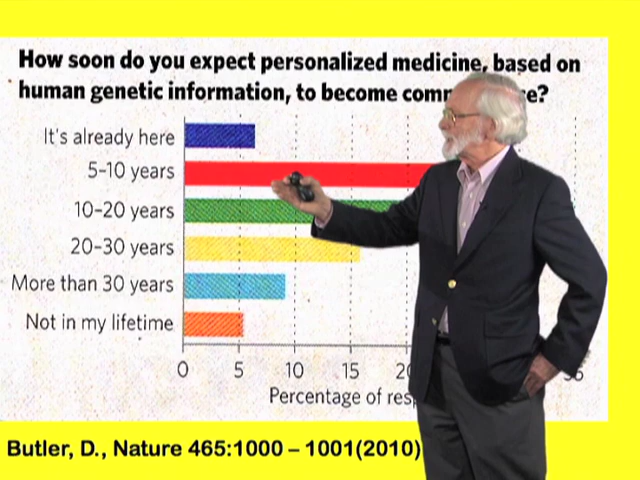 How soon do you expect personalized medicine, based on
human genetic information, to become comm e?
It's already here
5–10 years
10–20 years
20–30 years
More than 30 years
Not in my lifetime
0 5 10 15
Percentage of res
Butler, D., Nature 465:1000 – 1001(2010)